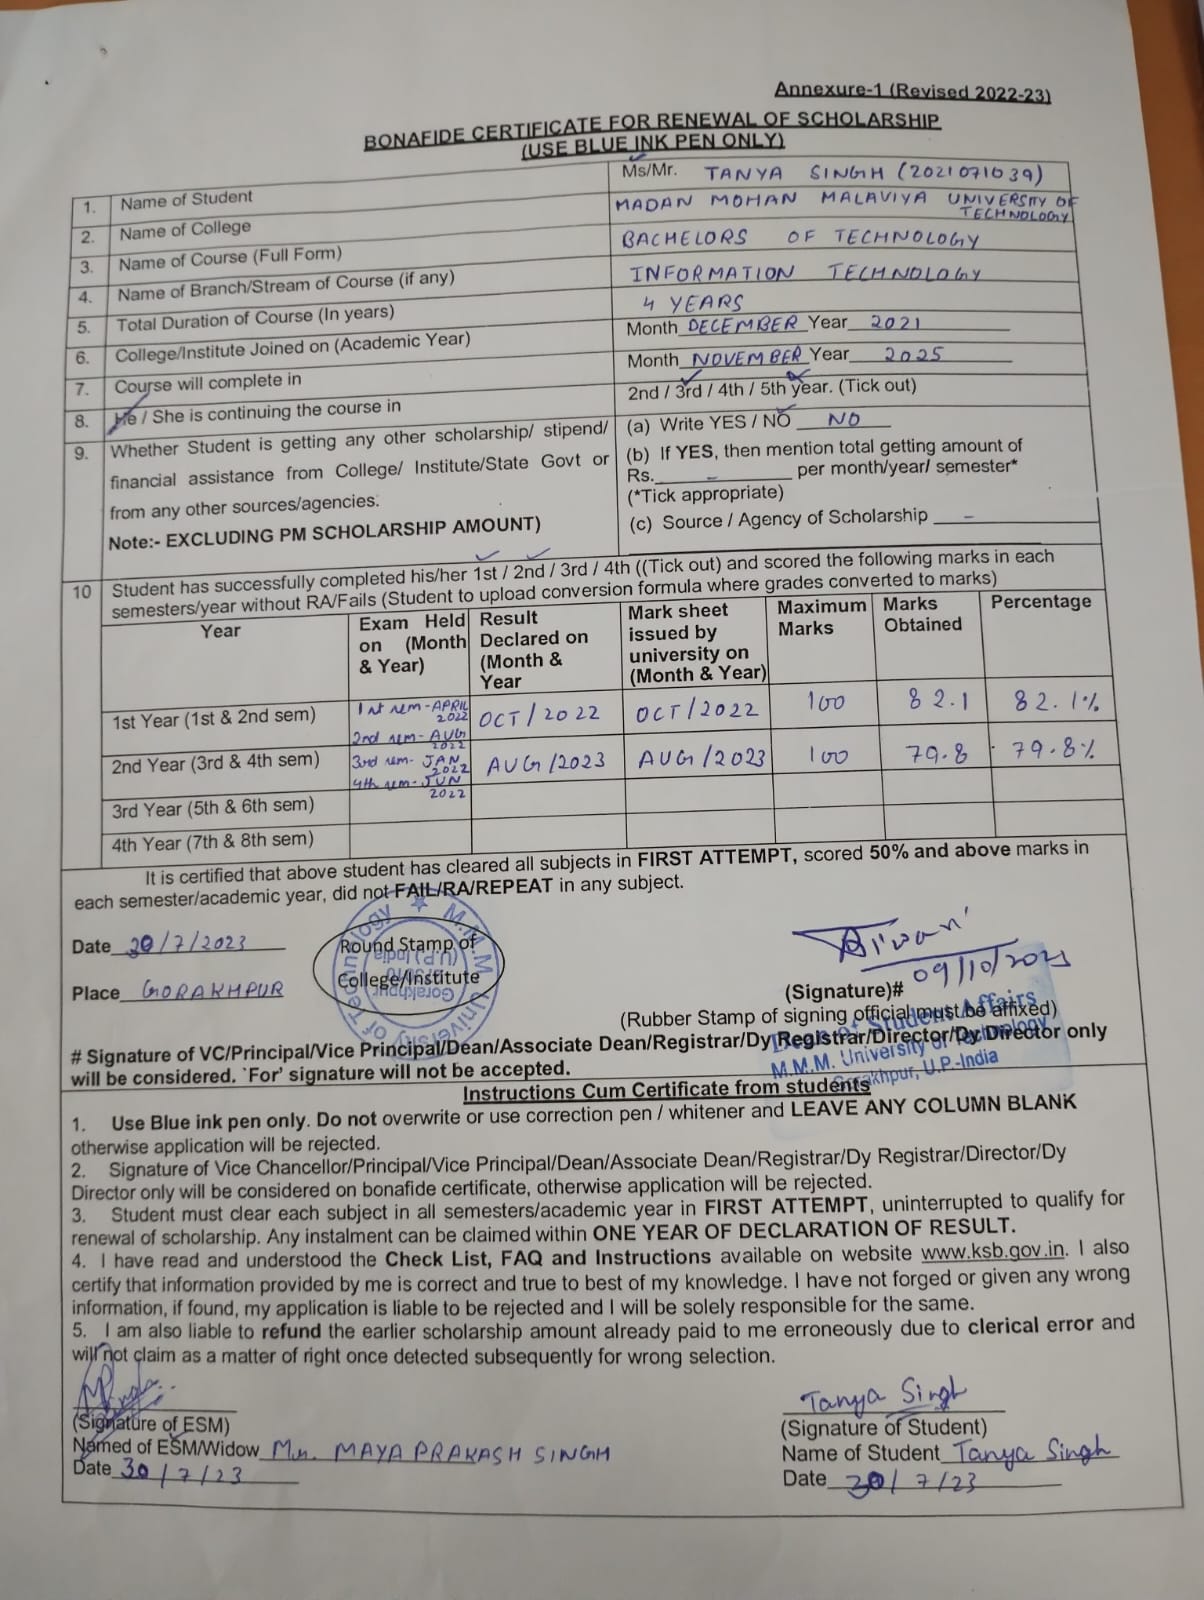 Annexure-1 (Revised 2022-23)
BONAFIDE CERTIFICATE FOR RENEWAL OF SCHOLARSHIP
(USE BLUE INK PEN ONLY)
1. Name of Student Ms/Mr. TANYA SINGH (2021071039)
2. Name of College MADAN MOHAN MALAVIYA UNIVERSITY OF TECHNOLOGY
3. Name of Course (Full Form) BACHELORS OF TECHNOLOGY
4. Name of Branch/Stream of Course (if any) INFORMATION TECHNOLOGY
5. Total Duration of Course (In years) 4 YEARS
6. College/Institute Joined on (Academic Year) Month DECEMBER Year 2021
7. Course will complete in Month NOVEMBER Year 2025
8. He / She is continuing the course in 2nd / 3rd / 4th / 5th year. (Tick out)
9. Whether Student is getting any other scholarship/ stipend/ (a) Write YES / NO NO
financial assistance from College/ Institute/State Govt or (b) If YES, then mention total getting amount of
Rs. - per month/year/ semester*
from any other sources/agencies. (*Tick appropriate)
Note:- EXCLUDING PM SCHOLARSHIP AMOUNT) (c) Source / Agency of Scholarship -
10 Student has successfully completed his/her 1st / 2nd / 3rd / 4th ((Tick out) and scored the following marks in each
semesters/year without RA/Fails (Student to upload conversion formula where grades converted to marks)
Year Exam Held on (Month & Year) Result Declared on (Month & Year Mark sheet issued by university on (Month & Year) Maximum Marks Marks Obtained Percentage
1st Year (1st & 2nd sem) 1st sem-APRIL 2022 2nd sem-AUG 2022 OCT/2022 OCT/2022 100 82.1 82.1%
2nd Year (3rd & 4th sem) 3rd sem-JAN 2022 4th sem-JUN 2022 AUG/2023 AUG/2023 100 79.8 79.8%
3rd Year (5th & 6th sem)
4th Year (7th & 8th sem)
It is certified that above student has cleared all subjects in FIRST ATTEMPT, scored 50% and above marks in
each semester/academic year, did not FAIL/RA/REPEAT in any subject.
Date 30/7/2023
Round Stamp of
College/Institute
M.M.M. University of Technology
Gorakhpur
(U.P) India
Place GORAKHPUR
09/10/2023
(Signature)#
(Rubber Stamp of signing official must be affixed)
Dean of Student Affairs
M.M.M. University of Technology
Gorakhpur, U.P.-India
# Signature of VC/Principal/Vice Principal/Dean/Associate Dean/Registrar/Dy Registrar/Director/Dy Director only
will be considered. `For' signature will not be accepted.
Instructions Cum Certificate from students
1. Use Blue ink pen only. Do not overwrite or use correction pen / whitener and LEAVE ANY COLUMN BLANK
otherwise application will be rejected.
2. Signature of Vice Chancellor/Principal/Vice Principal/Dean/Associate Dean/Registrar/Dy Registrar/Director/Dy
Director only will be considered on bonafide certificate, otherwise application will be rejected.
3. Student must clear each subject in all semesters/academic year in FIRST ATTEMPT, uninterrupted to qualify for
renewal of scholarship. Any instalment can be claimed within ONE YEAR OF DECLARATION OF RESULT.
4. I have read and understood the Check List, FAQ and Instructions available on website www.ksb.gov.in. I also
certify that information provided by me is correct and true to best of my knowledge. I have not forged or given any wrong
information, if found, my application is liable to be rejected and I will be solely responsible for the same.
5. I am also liable to refund the earlier scholarship amount already paid to me erroneously due to clerical error and
will not claim as a matter of right once detected subsequently for wrong selection.
Tanya Singh
(Signature of ESM) (Signature of Student)
Named of ESM/Widow MAYA PRAKASH SINGH Name of Student Tanya Singh
Date 30/7/23 Date 30/7/23